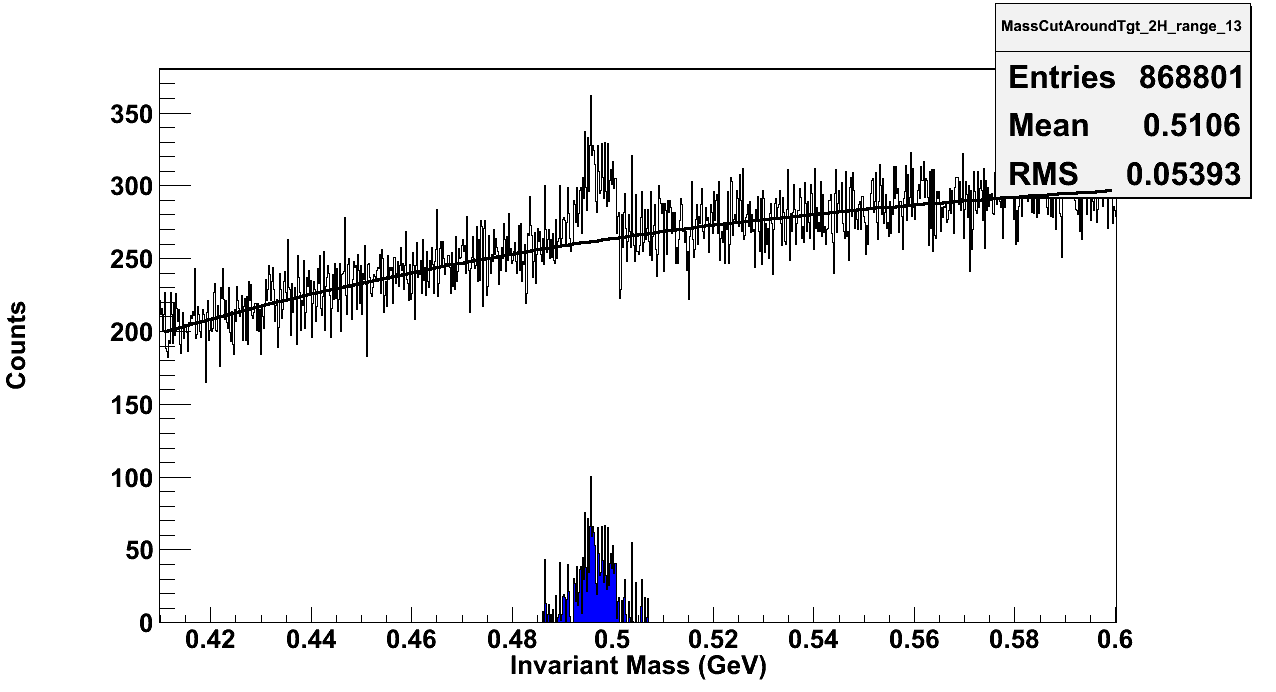 MassCutAroundTgt_2H_range_13
Entries 868801
Mean 0.5106
RMS 0.05393
350
300
250
200
150
100
50
0
Counts
0.42 0.44 0.46 0.48 0.5 0.52 0.54 0.56 0.58 0.6
Invariant Mass (GeV)